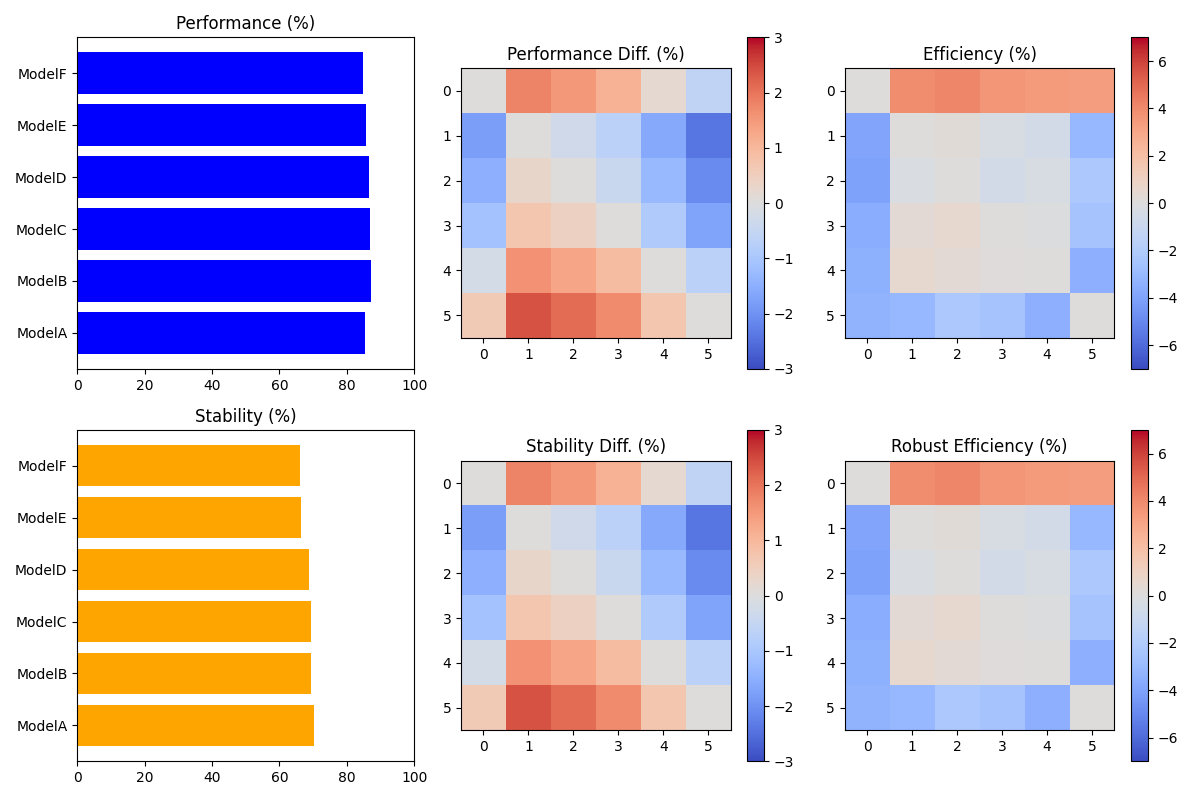 Performance (%)
ModelF
ModelE
ModelD
ModelC
ModelB
ModelA
0 20 40 60 80 100
Performance Diff. (%)
0
1
2
3
4
5
0 1 2 3 4 5
3
2
1
0
−1
−2
−3
Efficiency (%)
0
1
2
3
4
5
0 1 2 3 4 5
6
4
2
0
−2
−4
−6
Stability (%)
ModelF
ModelE
ModelD
ModelC
ModelB
ModelA
0 20 40 60 80 100
Stability Diff. (%)
0
1
2
3
4
5
0 1 2 3 4 5
3
2
1
0
−1
−2
−3
Robust Efficiency (%)
0
1
2
3
4
5
0 1 2 3 4 5
6
4
2
0
−2
−4
−6